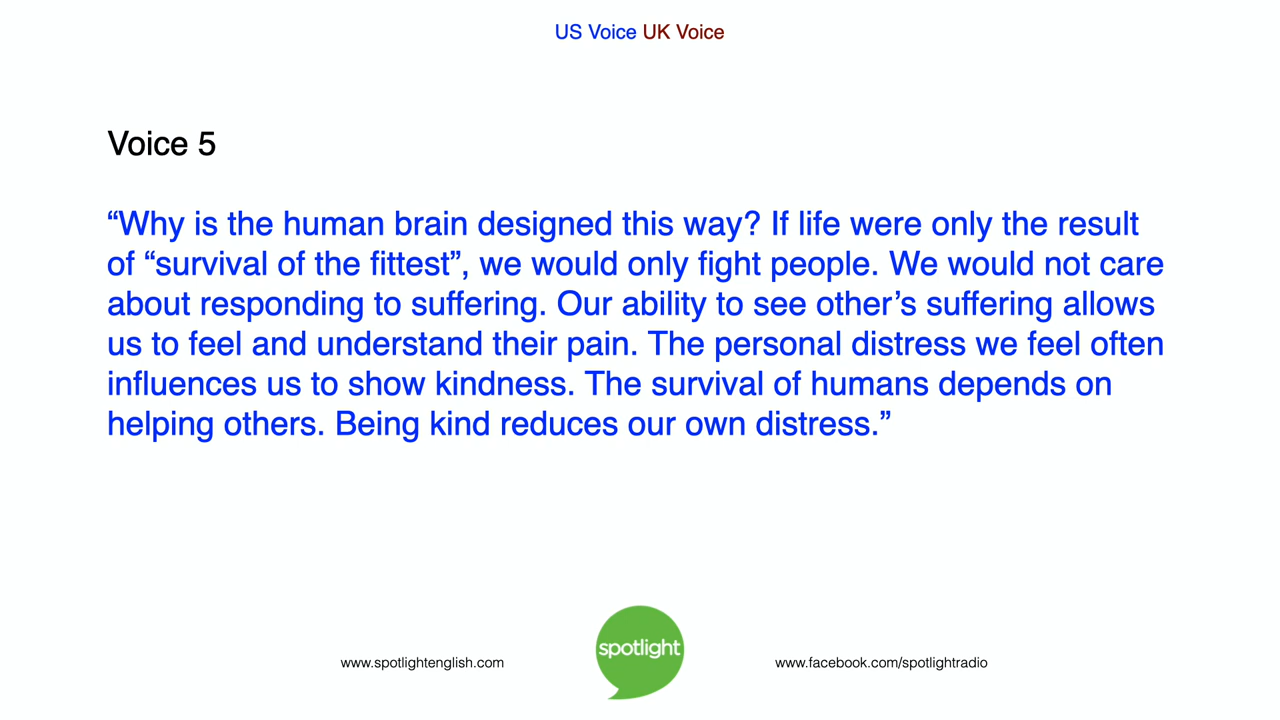 US Voice UK Voice
Voice 5
“Why is the human brain designed this way? If life were only the result
of “survival of the fittest”, we would only fight people. We would not care
about responding to suffering. Our ability to see other’s suffering allows
us to feel and understand their pain. The personal distress we feel often
influences us to show kindness. The survival of humans depends on
helping others. Being kind reduces our own distress.”
www.spotlightenglish.com
spotlight
www.facebook.com/spotlightradio